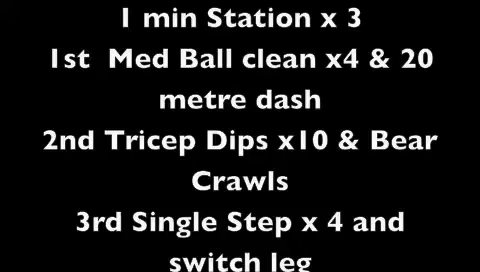 1 min Station x 3
1st  Med Ball clean x4 & 20
metre dash
2nd Tricep Dips x10 & Bear
Crawls
3rd Single Step x 4 and
switch leg